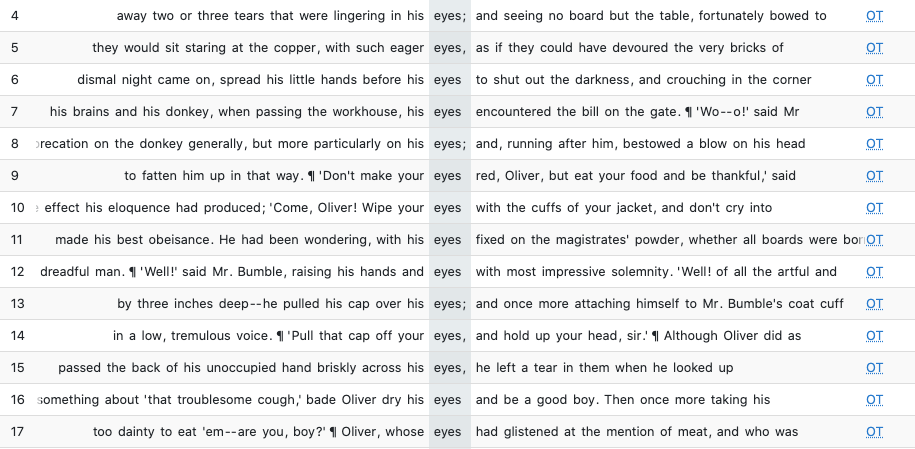 4 away two or three tears that were lingering in his eyes; and seeing no board but the table, fortunately bowed to OT
5 they would sit staring at the copper, with such eager eyes, as if they could have devoured the very bricks of OT
6 dismal night came on, spread his little hands before his eyes to shut out the darkness, and crouching in the corner OT
7 his brains and his donkey, when passing the workhouse, his eyes encountered the bill on the gate. ¶ 'Wo--o!' said Mr OT
8 recation on the donkey generally, but more particularly on his eyes; and, running after him, bestowed a blow on his head OT
9 to fatten him up in that way. ¶ 'Don't make your eyes red, Oliver, but eat your food and be thankful,' said OT
10 effect his eloquence had produced; 'Come, Oliver! Wipe your eyes with the cuffs of your jacket, and don't cry into OT
11 made his best obeisance. He had been wondering, with his eyes fixed on the magistrates' powder, whether all boards were bor OT
12 dreadful man. ¶ 'Well!' said Mr. Bumble, raising his hands and eyes with most impressive solemnity. 'Well! of all the artful and OT
13 by three inches deep--he pulled his cap over his eyes; and once more attaching himself to Mr. Bumble's coat cuff OT
14 in a low, tremulous voice. ¶ 'Pull that cap off your eyes, and hold up your head, sir.' ¶ Although Oliver did as OT
15 passed the back of his unoccupied hand briskly across his eyes, he left a tear in them when he looked up OT
16 something about 'that troublesome cough,' bade Oliver dry his eyes and be a good boy. Then once more taking his OT
17 too dainty to eat 'em--are you, boy?' ¶ Oliver, whose eyes had glistened at the mention of meat, and who was OT